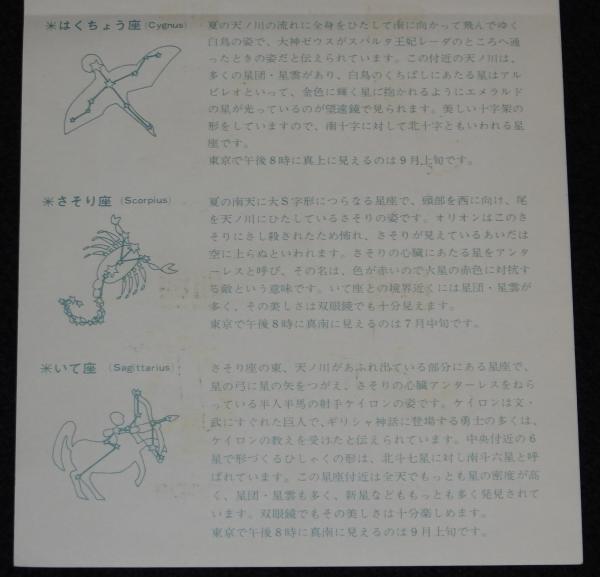 ＊はくちょう座(Cygnus)
夏の天ノ川の流れに全身をひたして南に向かって飛んでゆく
白鳥の姿で、大神ゼウスがスパルタ王妃レーダのところへ通
ったときの姿だと伝えられています。この付近の天ノ川は、
多くの星団・星雲があり、白鳥のくちばしにあたる星はアル
ビレオといって、金色に輝く星に抱かれるようにエメラルド
の星が光っているのが望遠鏡で見られます。美しい十字架の
形をしていますので、南十字に対して北十字ともいわれる星
座です。
東京で午後8時に真上に見えるのは9月上旬です。
＊さそり座 (Scorpius)
夏の南天に大S字形につらなる星座で、頭部を西に向け、尾
を天ノ川にひたしているさそりの姿です。オリオンはこのさ
そりにさし殺されたため怖れ、さそりが見えているあいだは
空に上らぬといわれます。さそりの心臓にあたる星をアンタ
ーレスと呼び、その名は、色が赤いので火星の赤色に対抗す
る敵という意味です。いて座との境界近くには星団・星雲が
多く、その美しさは双眼鏡でも十分見えます。
東京で午後8時に真南に見えるのは7月中旬です。
＊いて座 (Sagittarius)
さそり座の東、天ノ川があふれ出ている部分にある星座で、
星の弓に星の矢をつがえ、さそりの心臓アンターレスをねら
っている半人半馬の射手ケイロンの姿です。ケイロンは文・
武にすぐれた巨人で、ギリシャ神話に登場する勇士の多くは、
ケイロンの教えを受けたと伝えられています。中央付近の6
星で形づくるひしゃくの形は、北斗七星に対し南斗六星と呼
ばれています。この星座付近は全天でもっとも星の密度が高
く、星団・星雲も多く、新星などももっとも多く発見されて
います。双眼鏡でもその美しさは十分楽しめます。
東京で午後8時に真南に見えるのは9月上旬です。